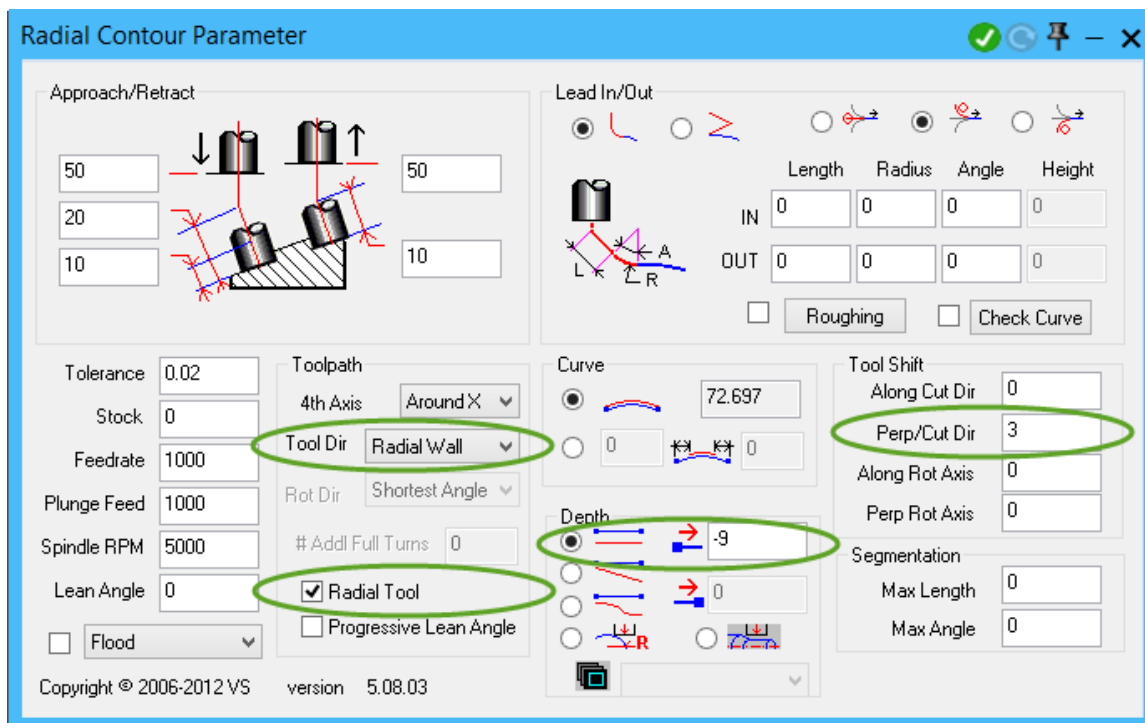 Radial Contour Parameter
Approach/Retract
50
50
20
10
10
Lead In/Out
Length Radius Angle Height
IN 0 0 0 0
L A R
OUT 0 0 0 0
Roughing Check Curve
Tolerance 0.02
Stock 0
Feedrate 1000
Plunge Feed 1000
Spindle RPM 5000
Lean Angle 0
Flood
Toolpath
4th Axis Around X
Tool Dir Radial Wall
Rot Dir Shortest Angle
# Addl Full Turns 0
Radial Tool
Progressive Lean Angle
Curve
72.697
0 0
Depth
-9
0
R
Tool Shift
Along Cut Dir 0
Perp/Cut Dir 3
Along Rot Axis 0
Perp Rot Axis 0
Segmentation
Max Length 0
Max Angle 0
Copyright © 2006-2012 VS version 5.08.03